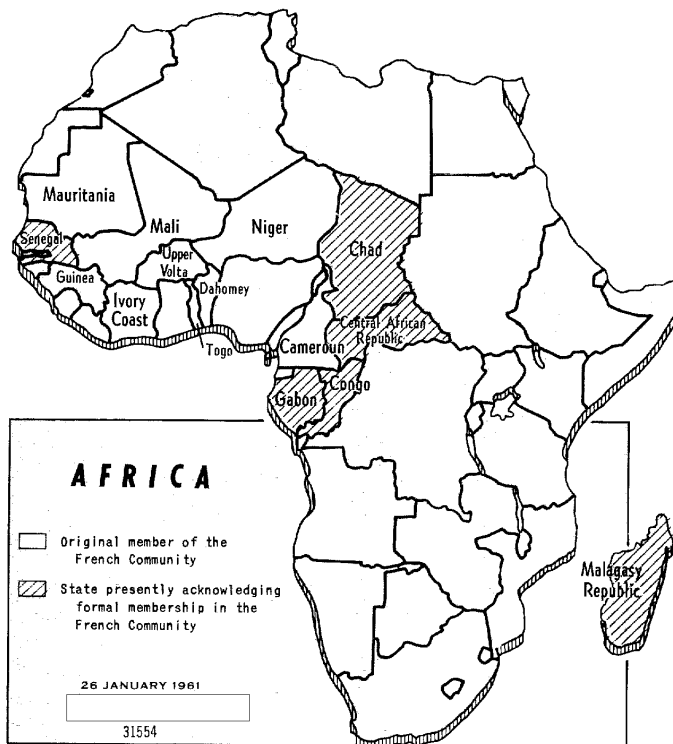 Mauritania
Mali
Niger
Chad
Senegal
Guinea
Upper
Volta
Ivory
Coast
Dahomey
Togo
Cameroun
Central African
Republic
Gabon
Congo
Malagasy
Republic
AFRICA
Original member of the
French Community
State presently acknowledging
formal membership in the
French Community
26 JANUARY 1961
31554